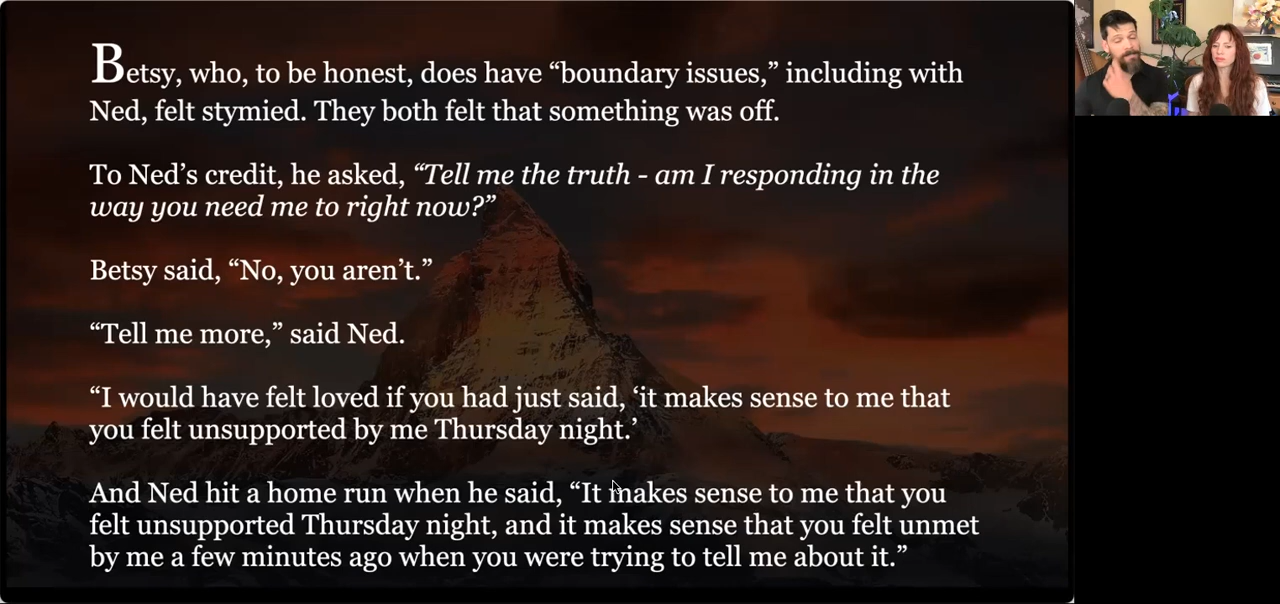 Betsy, who, to be honest, does have “boundary issues,” including with
Ned, felt stymied. They both felt that something was off.
To Ned’s credit, he asked, “Tell me the truth - am I responding in the
way you need me to right now?”
Betsy said, “No, you aren’t.”
“Tell me more,” said Ned.
“I would have felt loved if you had just said, ‘it makes sense to me that
you felt unsupported by me Thursday night.’
And Ned hit a home run when he said, “It makes sense to me that you
felt unsupported Thursday night, and it makes sense that you felt unmet
by me a few minutes ago when you were trying to tell me about it.”